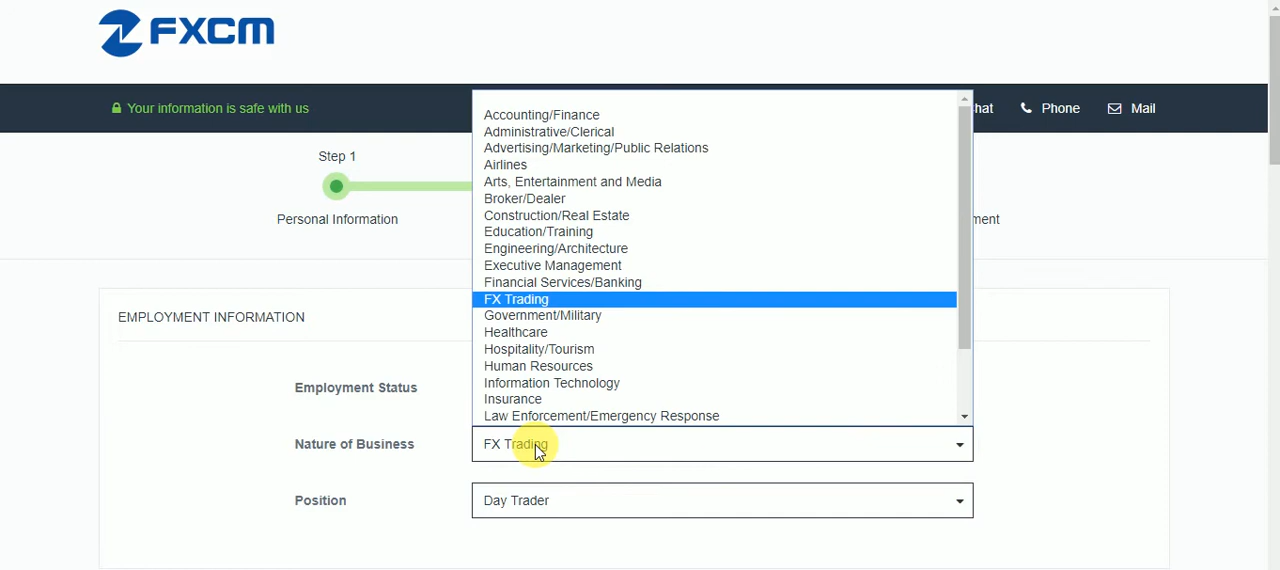 FXCM
Your information is safe with us
hat
Phone
Mail
Step 1
Personal Information
ment
Accounting/Finance
Administrative/Clerical
Advertising/Marketing/Public Relations
Airlines
Arts, Entertainment and Media
Broker/Dealer
Construction/Real Estate
Education/Training
Engineering/Architecture
Executive Management
Financial Services/Banking
FX Trading
Government/Military
Healthcare
Hospitality/Tourism
Human Resources
Information Technology
Insurance
Law Enforcement/Emergency Response
EMPLOYMENT INFORMATION
Employment Status
Nature of Business
FX Trading
Position
Day Trader